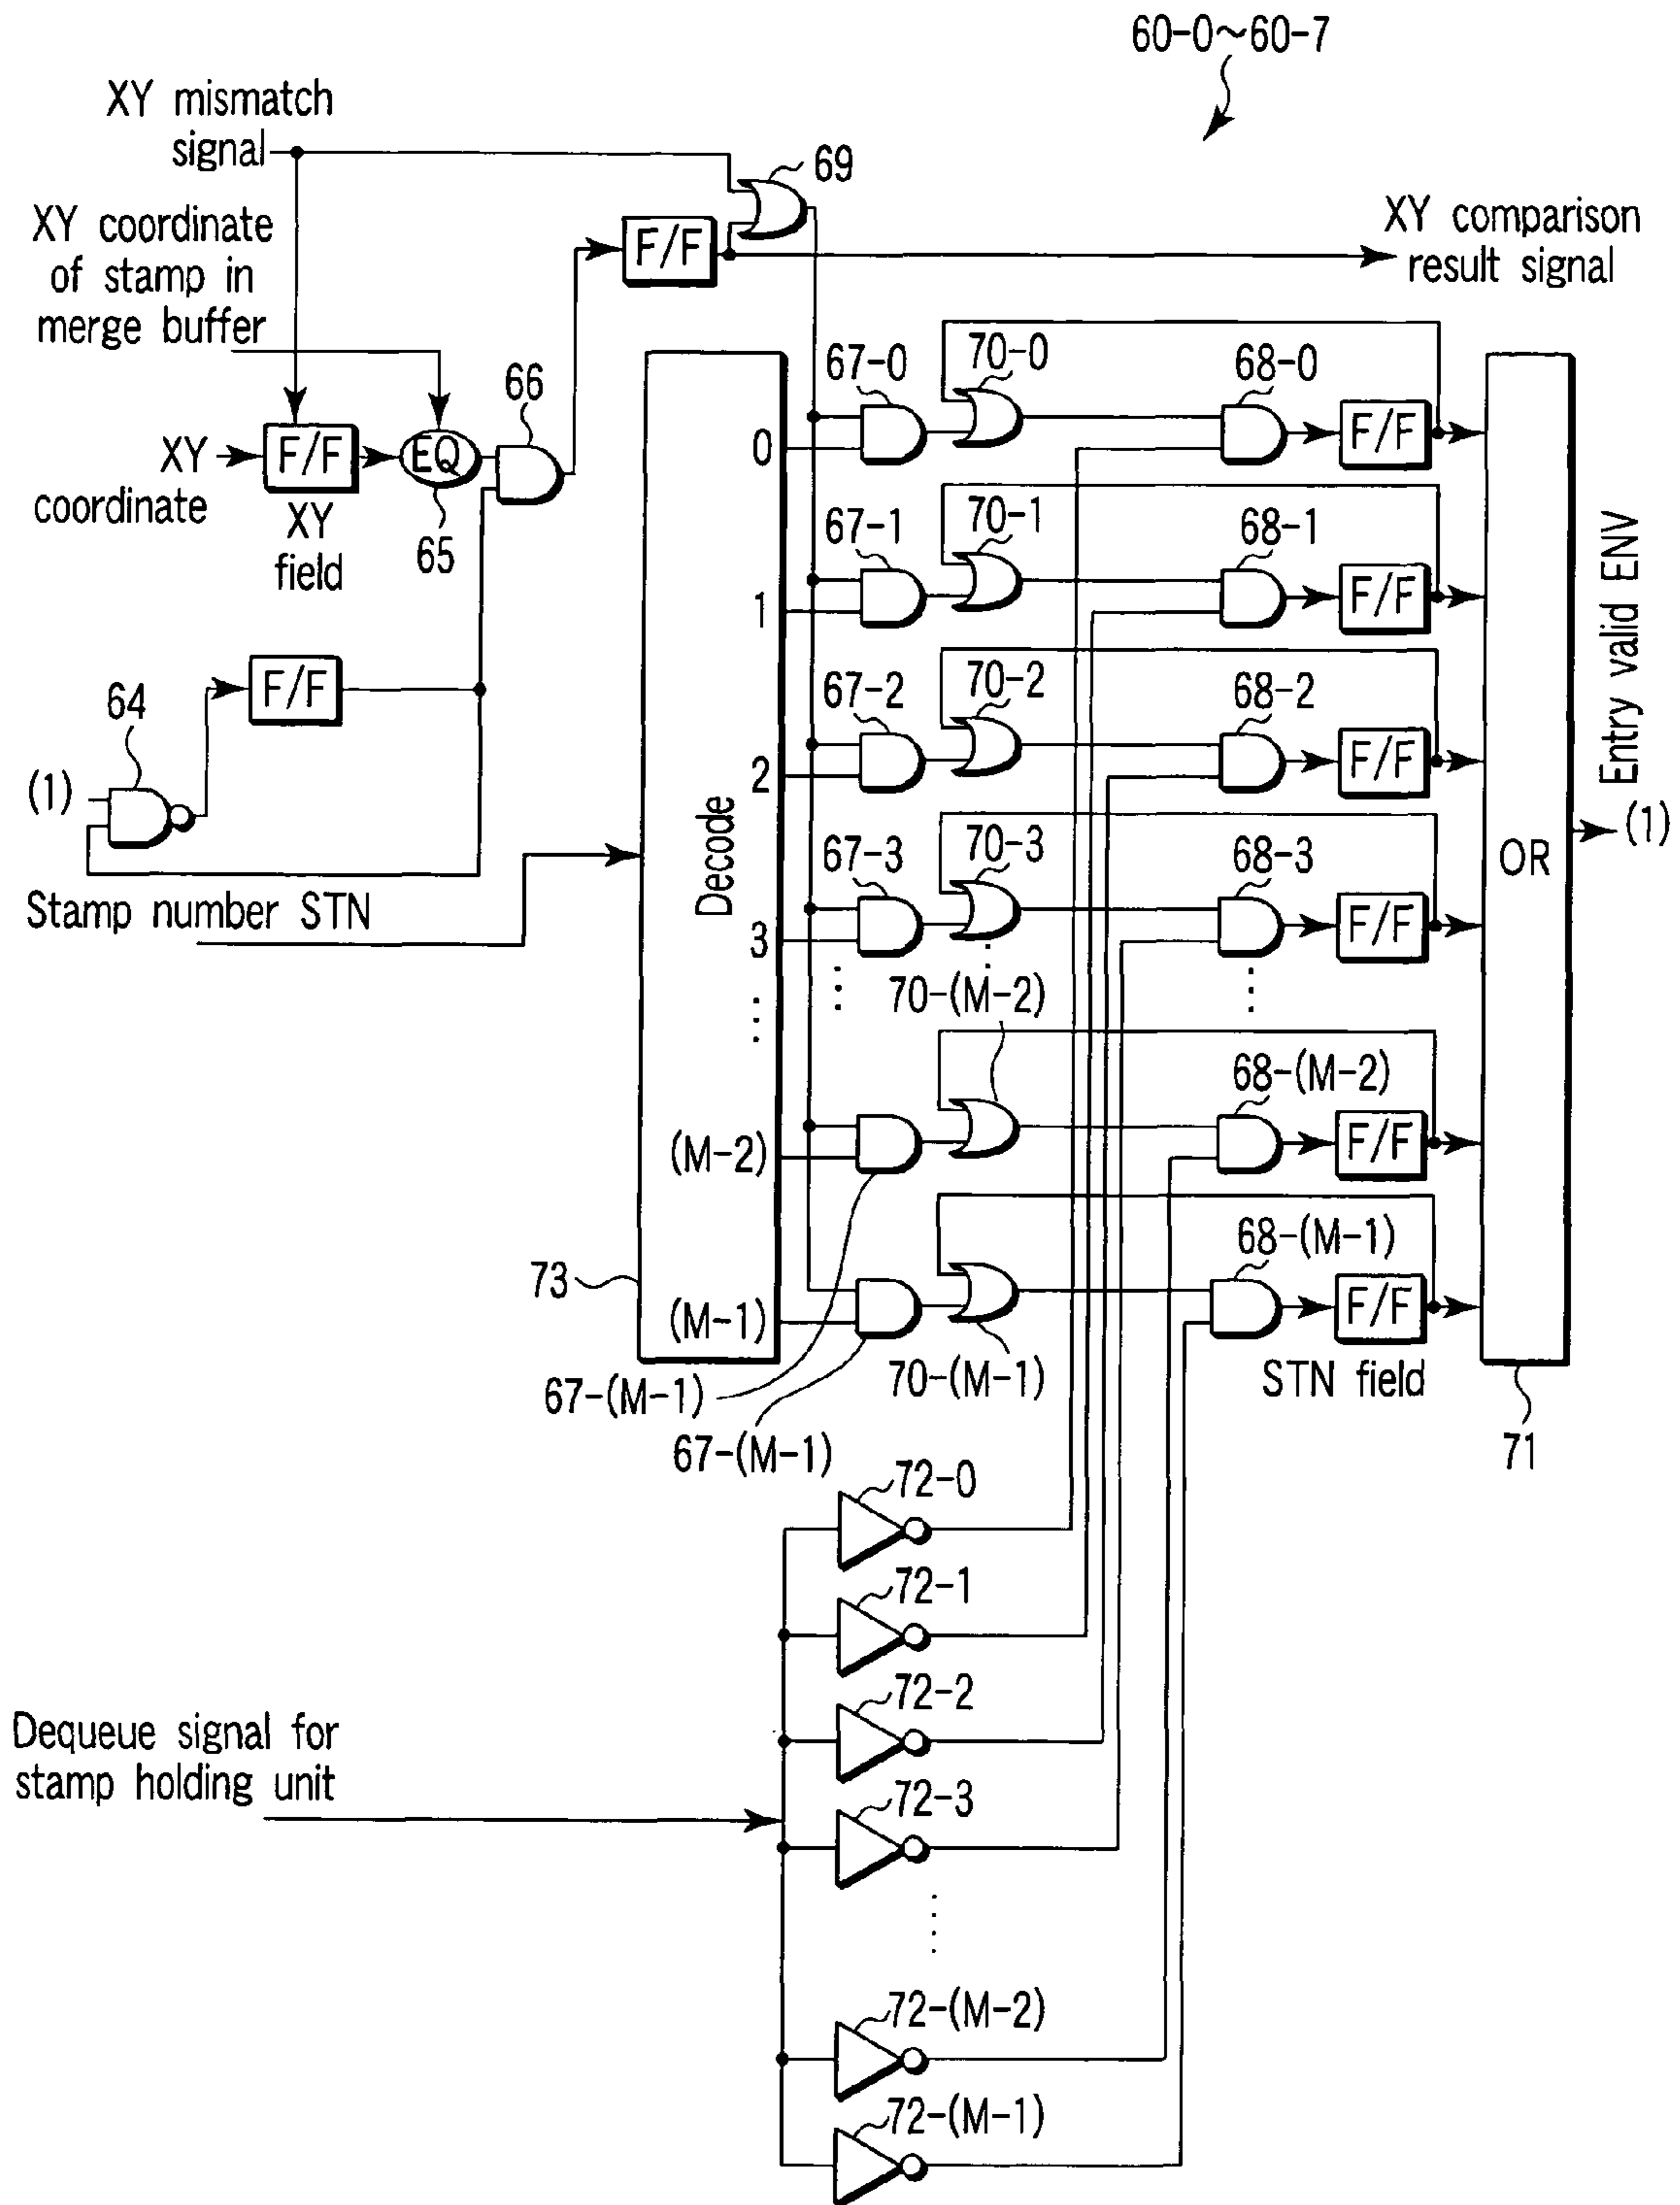 60-0~60-7
XY mismatch
signal
69
XY coordinate
of stamp in
merge buffer
F/F
XY comparison
result signal
66
67-0
70-0
68-0
XY
coordinate
F/F
EQ
0
F/F
XY
field
65
67-1
70-1
68-1
1
F/F
Entry valid ENV
64
F/F
67-2
70-2
68-2
2
F/F
(1)
Decode
67-3
70-3
68-3
OR
(1)
Stamp number STN
3
F/F
70-(M-2)
68-(M-2)
(M-2)
F/F
68-(M-1)
73
(M-1)
F/F
67-(M-1)
70-(M-1)
STN field
67-(M-1)
71
72-0
72-1
72-2
Dequeue signal for
stamp holding unit
72-3
72-(M-2)
72-(M-1)